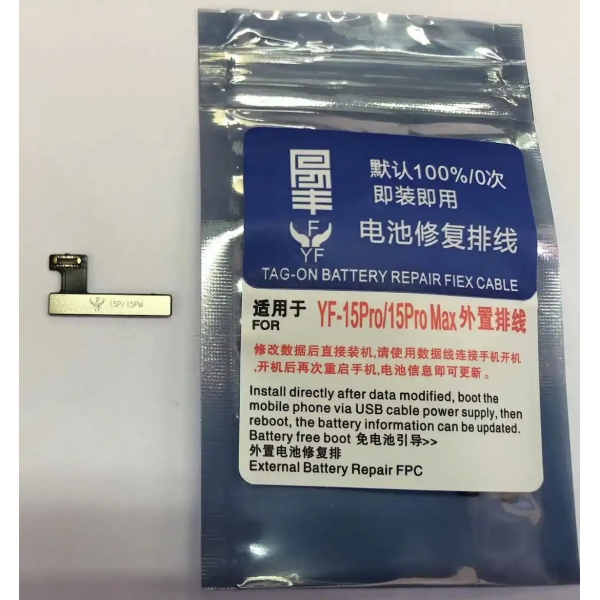 易丰
YF
默认100%/0次
即装即用
电池修复排线
TAG-ON BATTERY REPAIR FIEX CABLE
适用于
FOR
YF-15Pro/15Pro Max 外置排线
修改数据后直接装机,请使用数据线连接手机开机
,开机后再次重启手机,电池信息即可更新。
Install directly after data modified, boot the
mobile phone via USB cable power supply, then
reboot, the battery information can be updated.
Battery free boot 免电池引导>>
外置电池修复排
External Battery Repair FPC
YF
15P/15PM